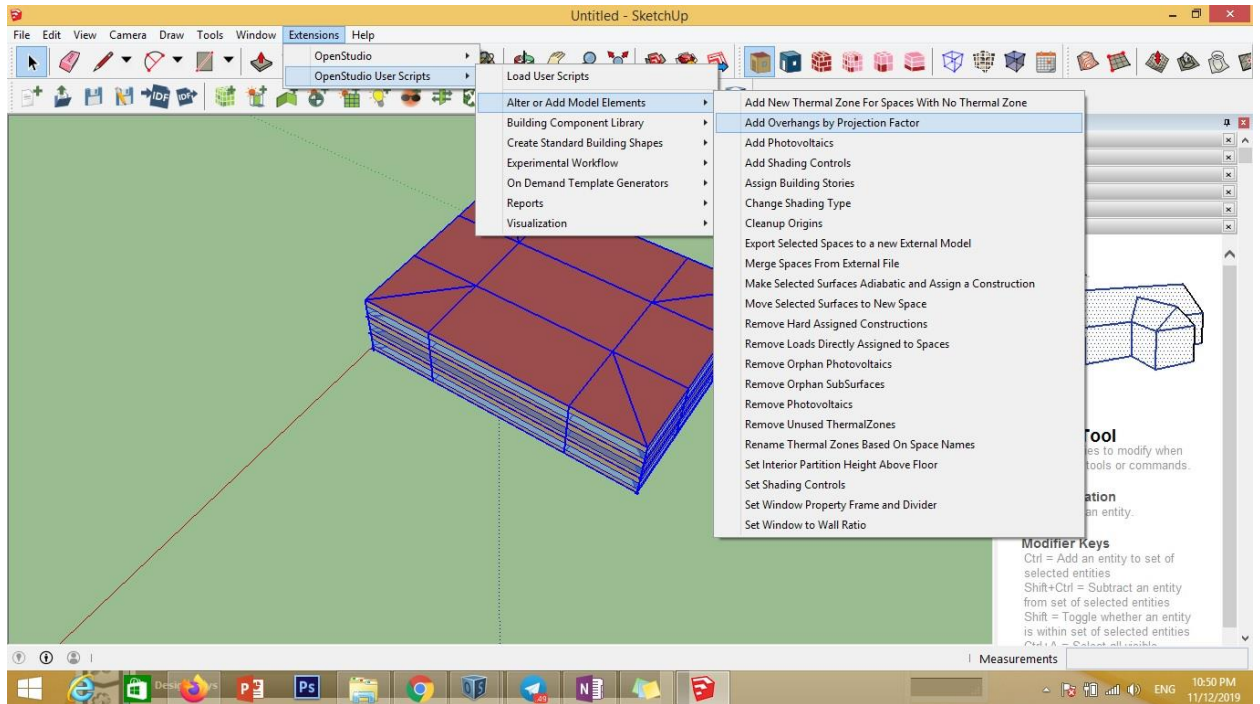 Untitled - SketchUp
File Edit View Camera Draw Tools Window Extensions Help
OpenStudio
OpenStudio User Scripts
Load User Scripts
Alter or Add Model Elements
Building Component Library
Create Standard Building Shapes
Experimental Workflow
On Demand Template Generators
Reports
Visualization
Add New Thermal Zone For Spaces With No Thermal Zone
Add Overhangs by Projection Factor
Add Photovoltaics
Add Shading Controls
Assign Building Stories
Change Shading Type
Cleanup Origins
Export Selected Spaces to a new External Model
Merge Spaces From External File
Make Selected Surfaces Adiabatic and Assign a Construction
Move Selected Surfaces to New Space
Remove Hard Assigned Constructions
Remove Loads Directly Assigned to Spaces
Remove Orphan Photovoltaics
Remove Orphan SubSurfaces
Remove Photovoltaics
Remove Unused ThermalZones
Rename Thermal Zones Based On Space Names
Set Interior Partition Height Above Floor
Set Shading Controls
Set Window Property Frame and Divider
Set Window to Wall Ratio
IDF IDF
Tool
es to modify when
tools or commands.
ation
an entity.
Modifier Keys
Ctrl = Add an entity to set of
selected entities
Shift+Ctrl = Subtract an entity
from set of selected entities
Shift = Toggle whether an entity
is within set of selected entities
Ctrl+A = Select all visible
Measurements
Ps
ENG
10:50 PM
11/12/2019